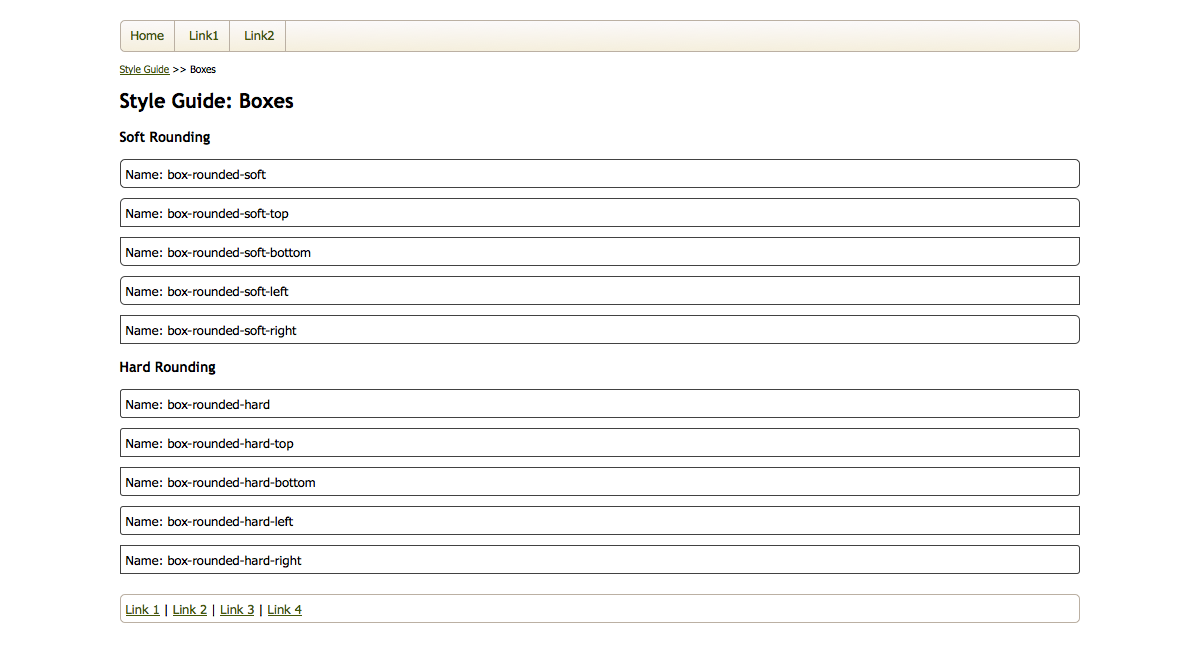 Home Link1 Link2
Style Guide >> Boxes
Style Guide: Boxes
Soft Rounding
Name: box-rounded-soft
Name: box-rounded-soft-top
Name: box-rounded-soft-bottom
Name: box-rounded-soft-left
Name: box-rounded-soft-right
Hard Rounding
Name: box-rounded-hard
Name: box-rounded-hard-top
Name: box-rounded-hard-bottom
Name: box-rounded-hard-left
Name: box-rounded-hard-right
Link 1 | Link 2 | Link 3 | Link 4